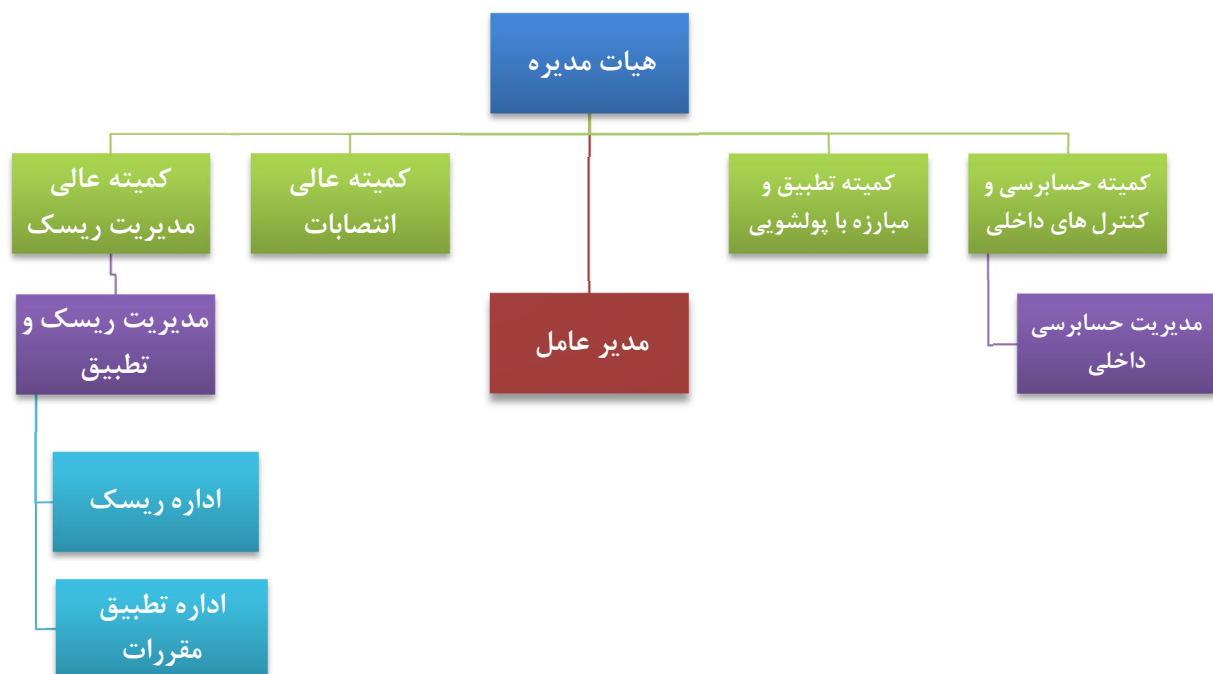 هیات مدیره
کمیته حسابرسی و
کنترل های داخلی
کمیته تطبیق و
مبارزه با پولشویی
کمیته عالی
انتصابات
کمیته عالی
مدیریت ریسک
مدیریت حسابرسی
داخلی
مدیر عامل
مدیریت ریسک و
تطبیق
اداره ریسک
اداره تطبیق
مقررات